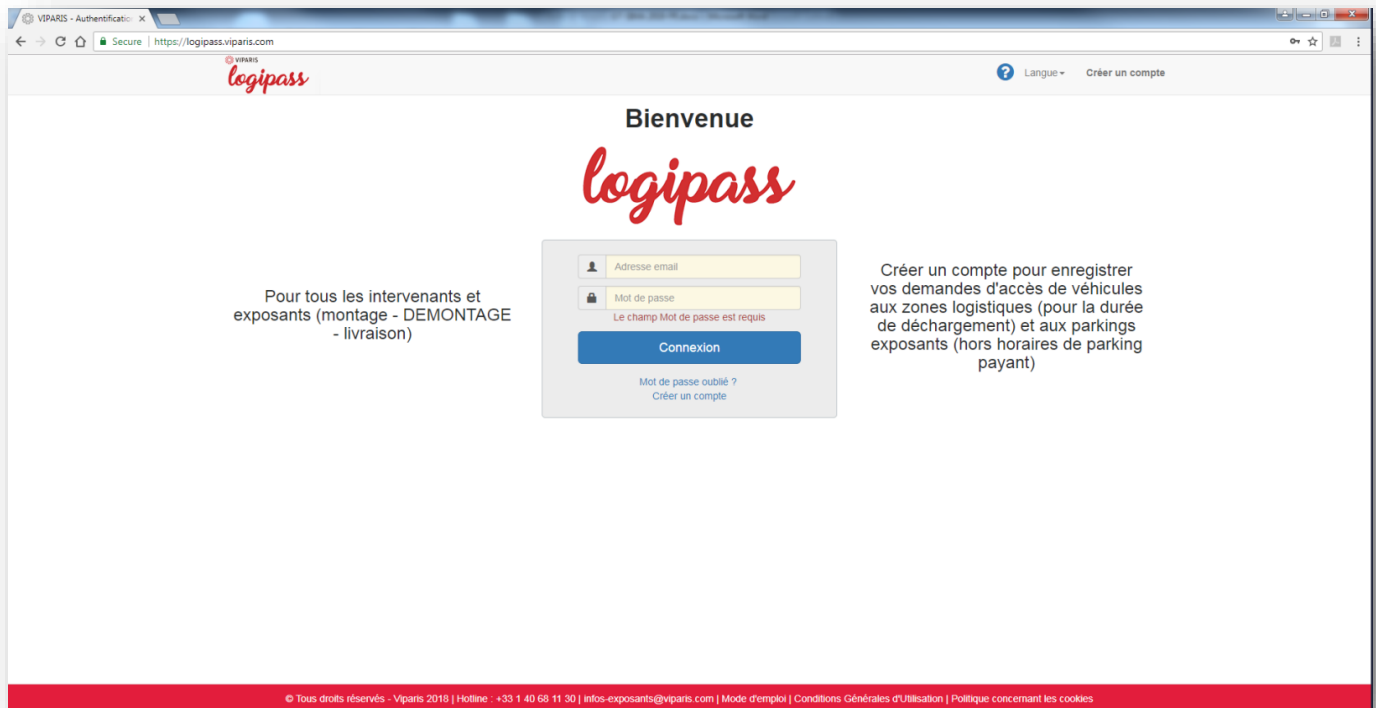 VIPARIS - Authentificatio
Secure | https://logipass.viparis.com
VIPARIS
logipass
? Langue Créer un compte
Bienvenue
logipass
Pour tous les intervenants et
exposants (montage - DEMONTAGE
- livraison)
Adresse email
Mot de passe
Le champ Mot de passe est requis
Connexion
Mot de passe oublié ?
Créer un compte
Créer un compte pour enregistrer
vos demandes d'accès de véhicules
aux zones logistiques (pour la durée
de déchargement) et aux parkings
exposants (hors horaires de parking
payant)
© Tous droits réservés - Viparis 2018 | Hotline : +33 1 40 68 11 30 | infos-exposants@viparis.com | Mode d'emploi | Conditions Générales d'Utilisation | Politique concernant les cookies